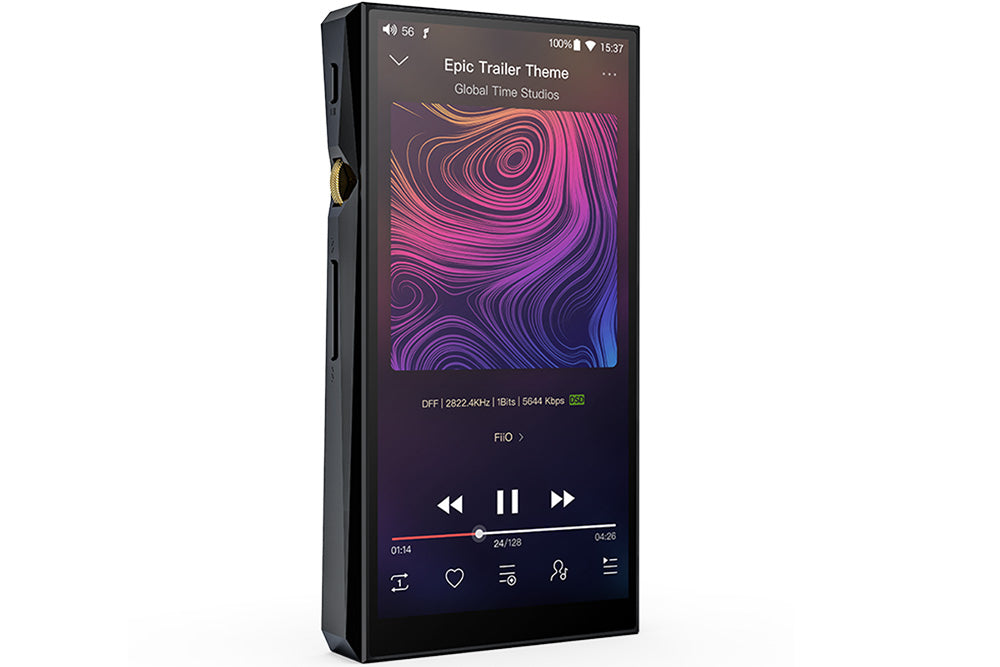 56
100% 15:37
Epic Trailer Theme
Global Time Studios
DFF | 2822.4KHz | 1Bits | 5644 Kbps DSD
FiiO >
01:14 24/128 04:26
1